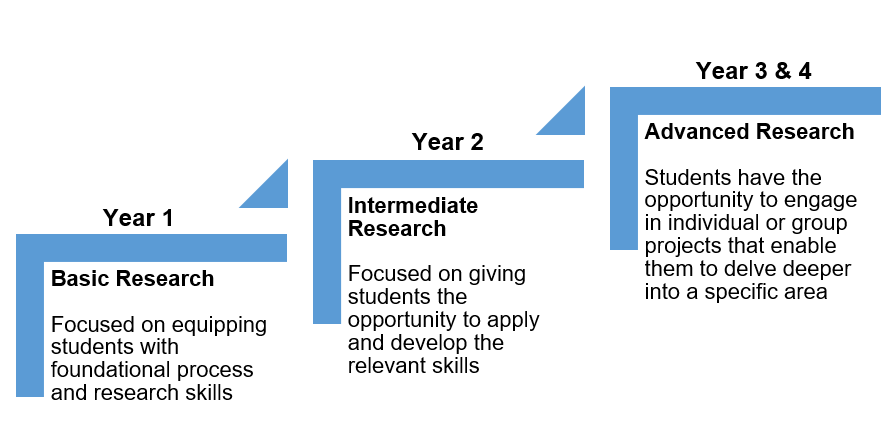 Year 1
Basic Research
Focused on equipping
students with
foundational process
and research skills
Year 2
Intermediate
Research
Focused on giving
students the
opportunity to apply
and develop the
relevant skills
Year 3 & 4
Advanced Research
Students have the
opportunity to engage
in individual or group
projects that enable
them to delve deeper
into a specific area